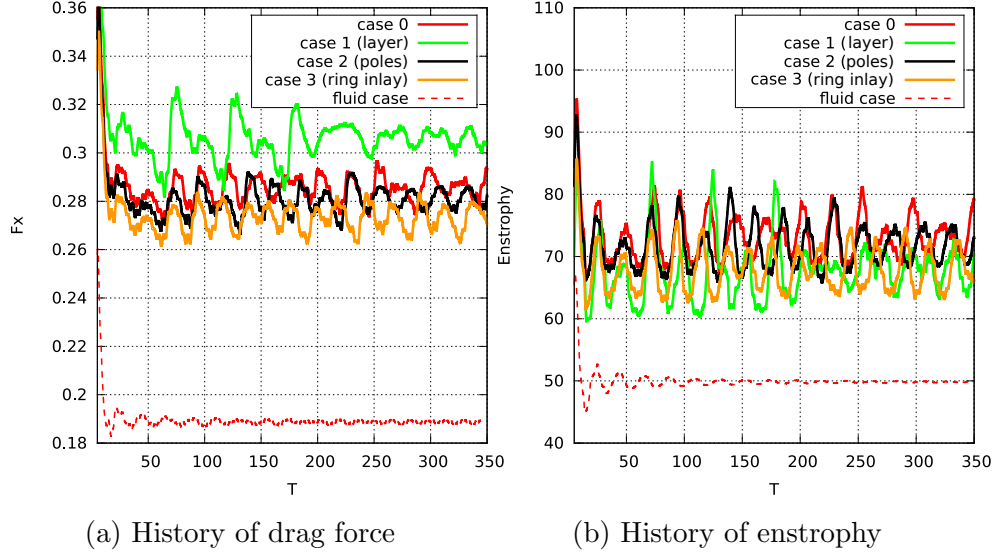 0.36
0.34
0.32
0.3
0.28
0.26
0.24
0.22
0.2
0.18
Fx
50 100 150 200 250 300 350
T
case 0
case 1 (layer)
case 2 (poles)
case 3 (ring inlay)
fluid case
(a) History of drag force
110
100
90
80
70
60
50
40
Enstrophy
50 100 150 200 250 300 350
T
case 0
case 1 (layer)
case 2 (poles)
case 3 (ring inlay)
fluid case
(b) History of enstrophy